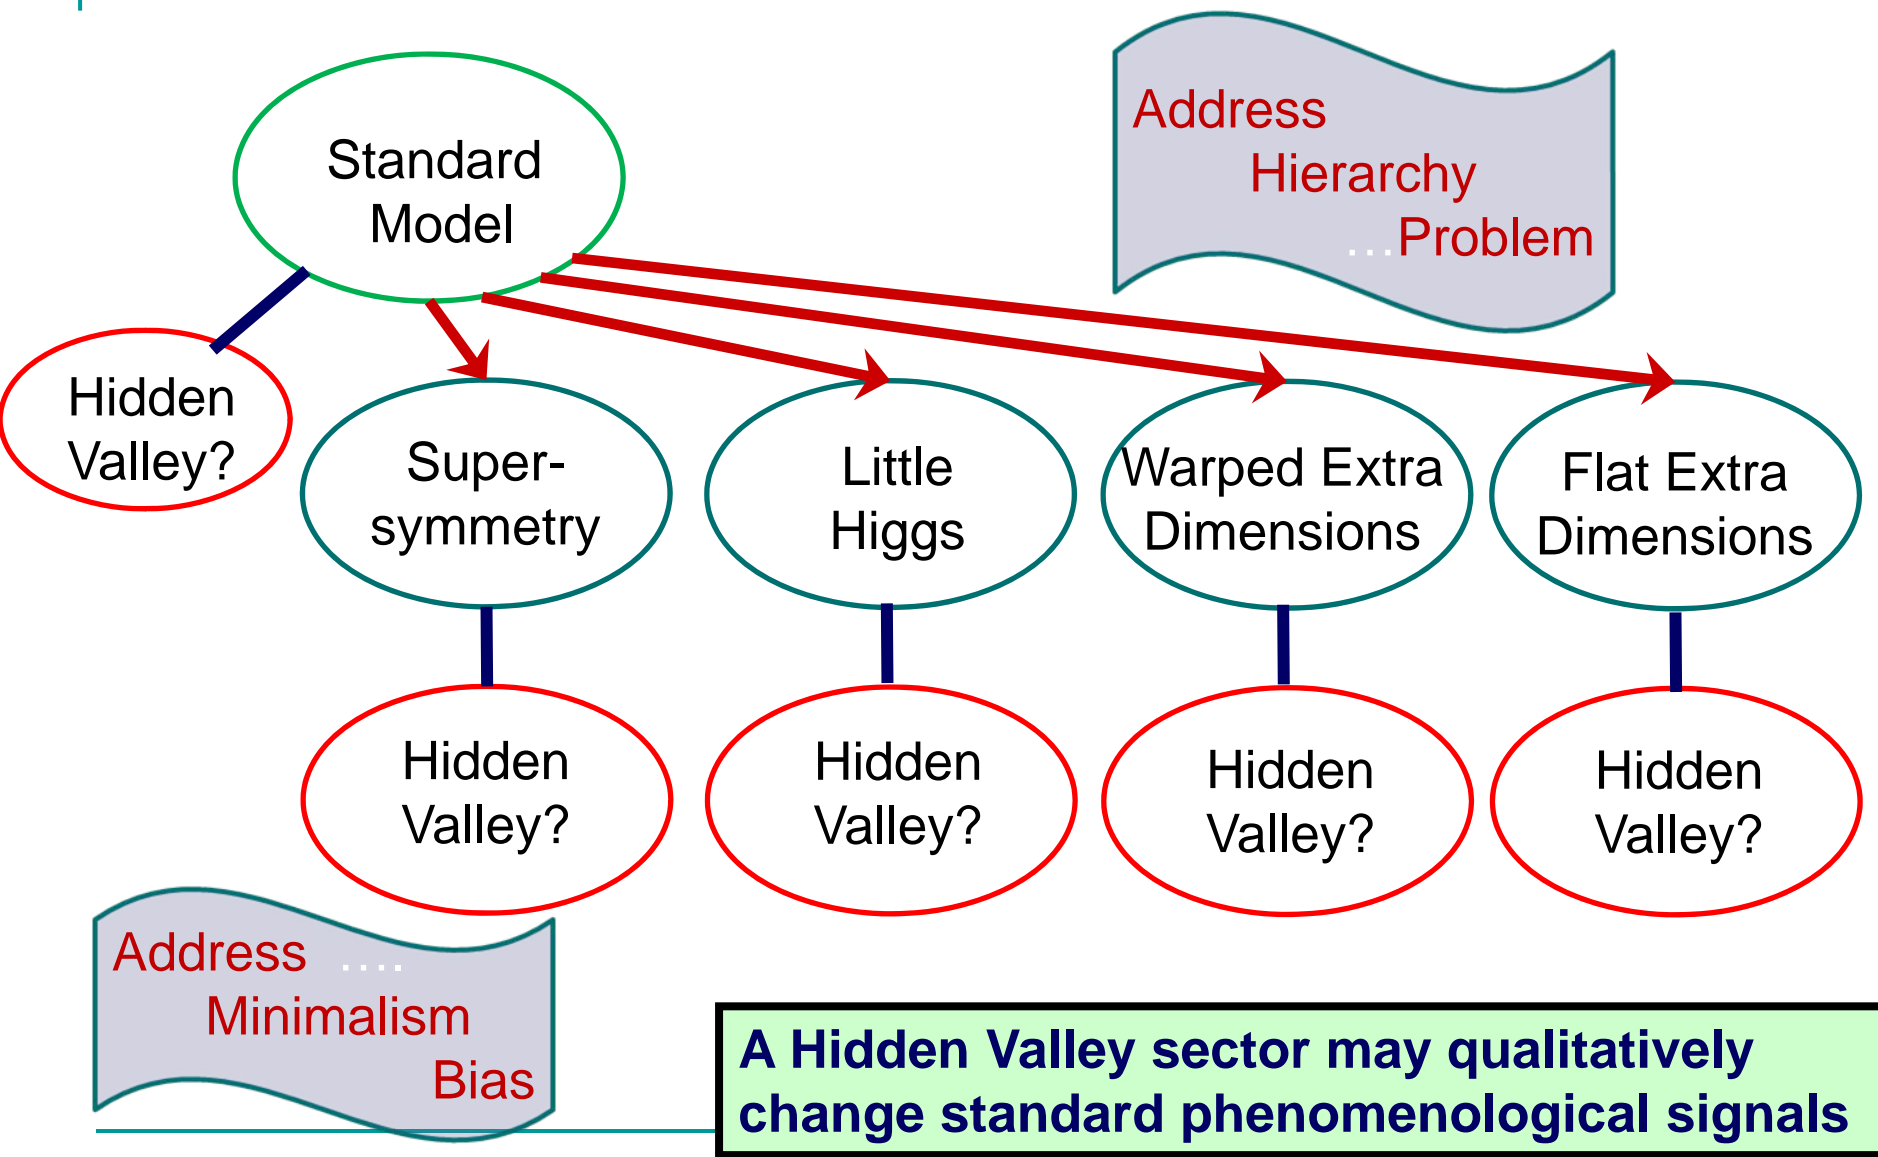 Standard
Model
Address
Hierarchy
...Problem
Hidden
Valley?
Super-
symmetry
Little
Higgs
Warped Extra
Dimensions
Flat Extra
Dimensions
Hidden
Valley?
Hidden
Valley?
Hidden
Valley?
Hidden
Valley?
Address ....
Minimalism
Bias
A Hidden Valley sector may qualitatively
change standard phenomenological signals